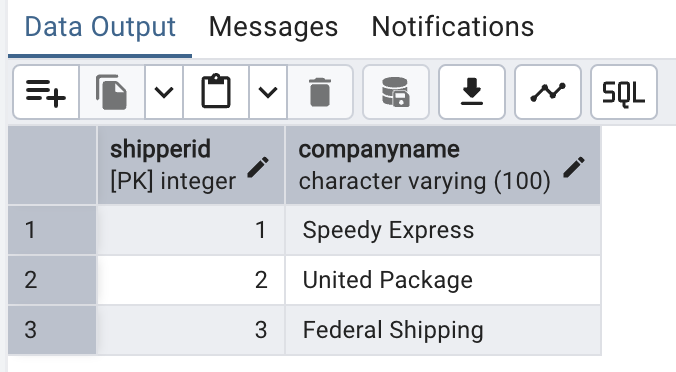 Data Output Messages Notifications
SQL
shipperid companyname
[PK] integer character varying (100)
1 1 Speedy Express
2 2 United Package
3 3 Federal Shipping